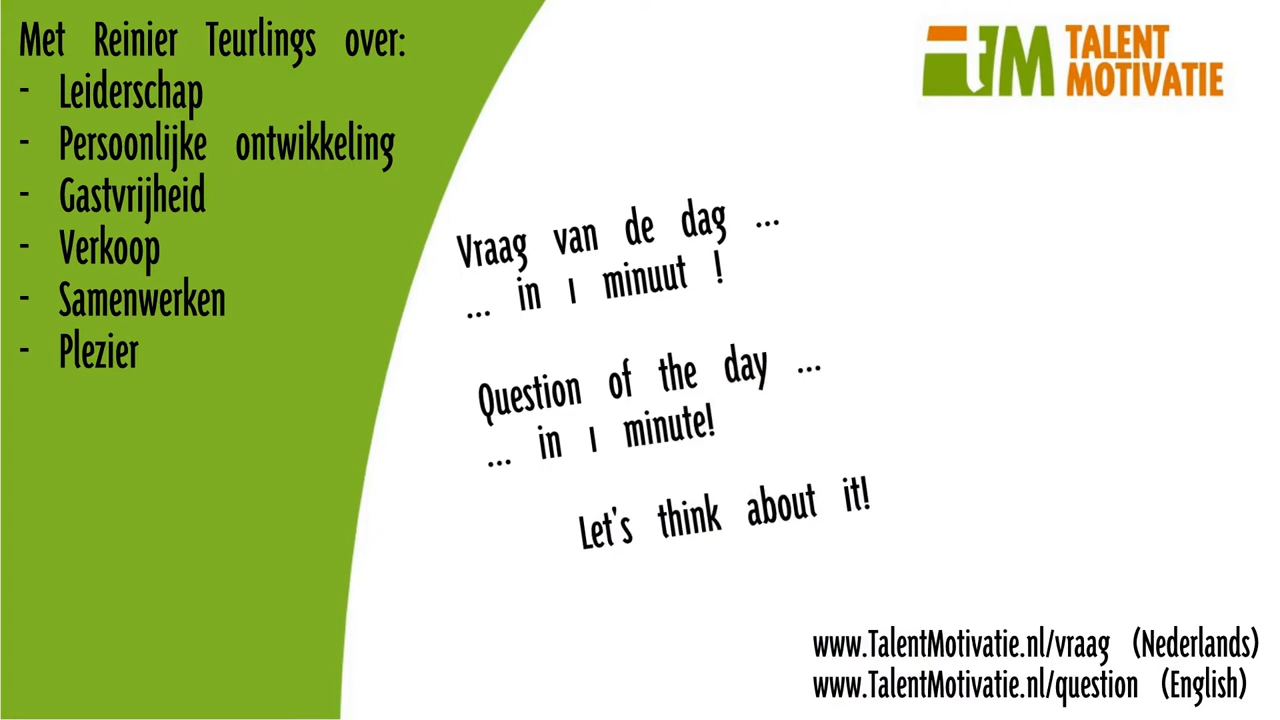 Met Reinier Teurlings over:
- Leiderschap
- Persoonlijke ontwikkeling
- Gastvrijheid
- Verkoop
- Samenwerken
- Plezier
TM TALENT
MOTIVATIE
Vraag van de dag ...
... in 1 minuut !
Question of the day ...
... in 1 minute!
Let's think about it!
www.TalentMotivatie.nl/vraag (Nederlands)
www.TalentMotivatie.nl/question (English)